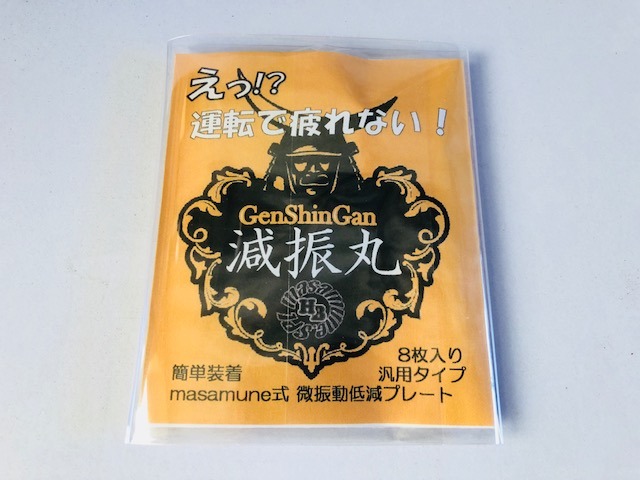 えっ!?
運転で疲れない！
GenShinGan
減振丸
HB
8枚入り
簡単装着 汎用タイプ
masamune式 微振動低減プレート